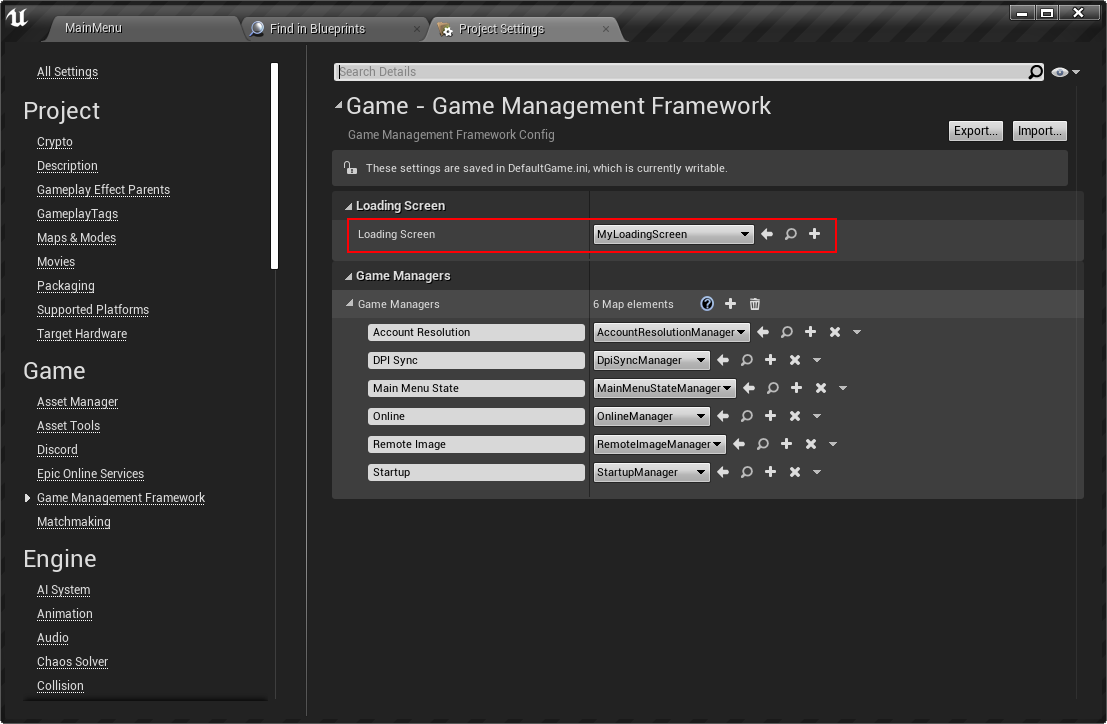 MainMenu
Find in Blueprints
Project Settings
All Settings
Project
Crypto
Description
Gameplay Effect Parents
GameplayTags
Maps & Modes
Movies
Packaging
Supported Platforms
Target Hardware
Game
Asset Manager
Asset Tools
Discord
Epic Online Services
Game Management Framework
Matchmaking
Engine
AI System
Animation
Audio
Chaos Solver
Collision
Search Details
Game - Game Management Framework
Game Management Framework Config
Export...
Import...
These settings are saved in DefaultGame.ini, which is currently writable.
Loading Screen
Loading Screen
MyLoadingScreen
Game Managers
Game Managers
6 Map elements
Account Resolution
AccountResolutionManager
DPI Sync
DpiSyncManager
Main Menu State
MainMenuStateManager
Online
OnlineManager
Remote Image
RemoteImageManager
Startup
StartupManager